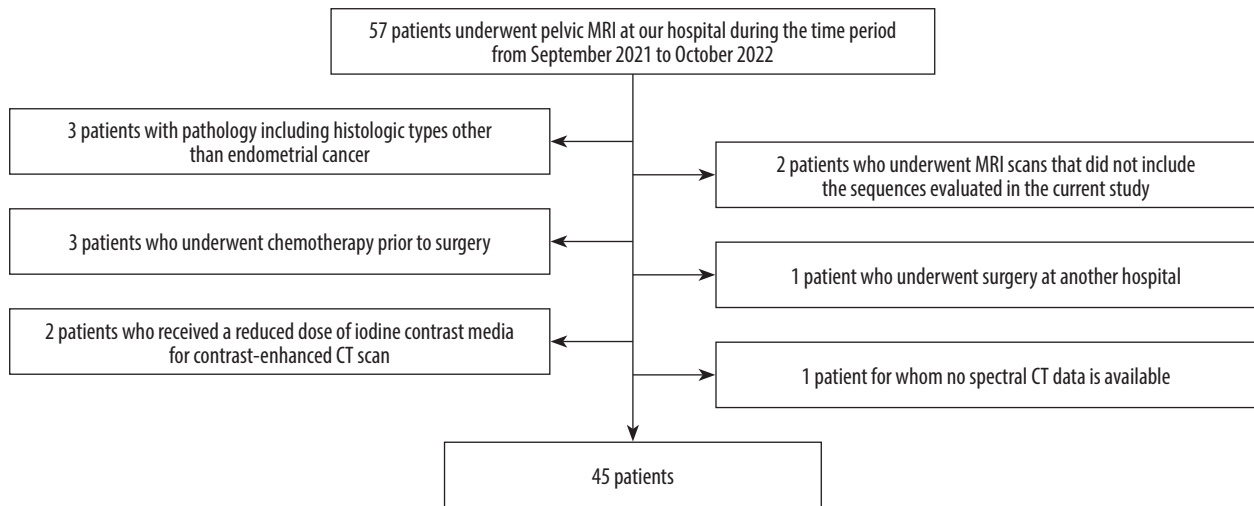 57 patients underwent pelvic MRI at our hospital during the time period
from September 2021 to October 2022
3 patients with pathology including histologic types other
than endometrial cancer
2 patients who underwent MRI scans that did not include
the sequences evaluated in the current study
3 patients who underwent chemotherapy prior to surgery
1 patient who underwent surgery at another hospital
2 patients who received a reduced dose of iodine contrast media
for contrast-enhanced CT scan
1 patient for whom no spectral CT data is available
45 patients